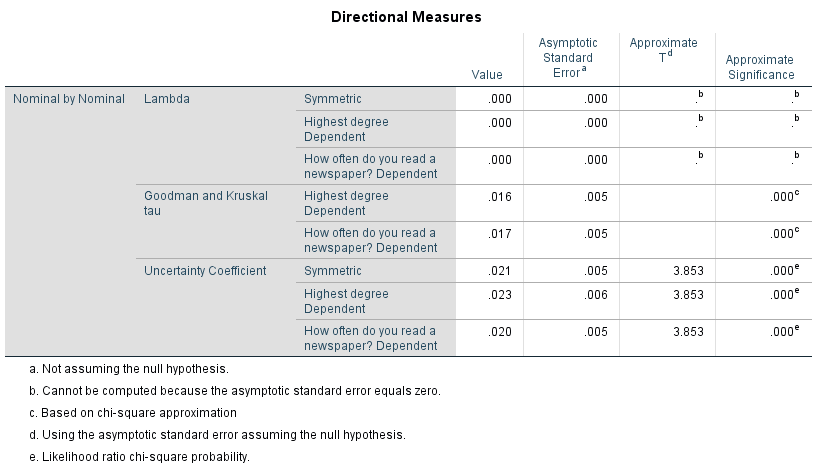 Directional Measures
Value Asymptotic Standard Error a Approximate T d Approximate Significance
Nominal by Nominal Lambda Symmetric .000 .000 . b . b
Highest degree Dependent .000 .000 . b . b
How often do you read a newspaper? Dependent .000 .000 . b . b
Goodman and Kruskal tau Highest degree Dependent .016 .005 .000 c
How often do you read a newspaper? Dependent .017 .005 .000 c
Uncertainty Coefficient Symmetric .021 .005 3.853 .000 e
Highest degree Dependent .023 .006 3.853 .000 e
How often do you read a newspaper? Dependent .020 .005 3.853 .000 e
a. Not assuming the null hypothesis.
b. Cannot be computed because the asymptotic standard error equals zero.
c. Based on chi-square approximation
d. Using the asymptotic standard error assuming the null hypothesis.
e. Likelihood ratio chi-square probability.